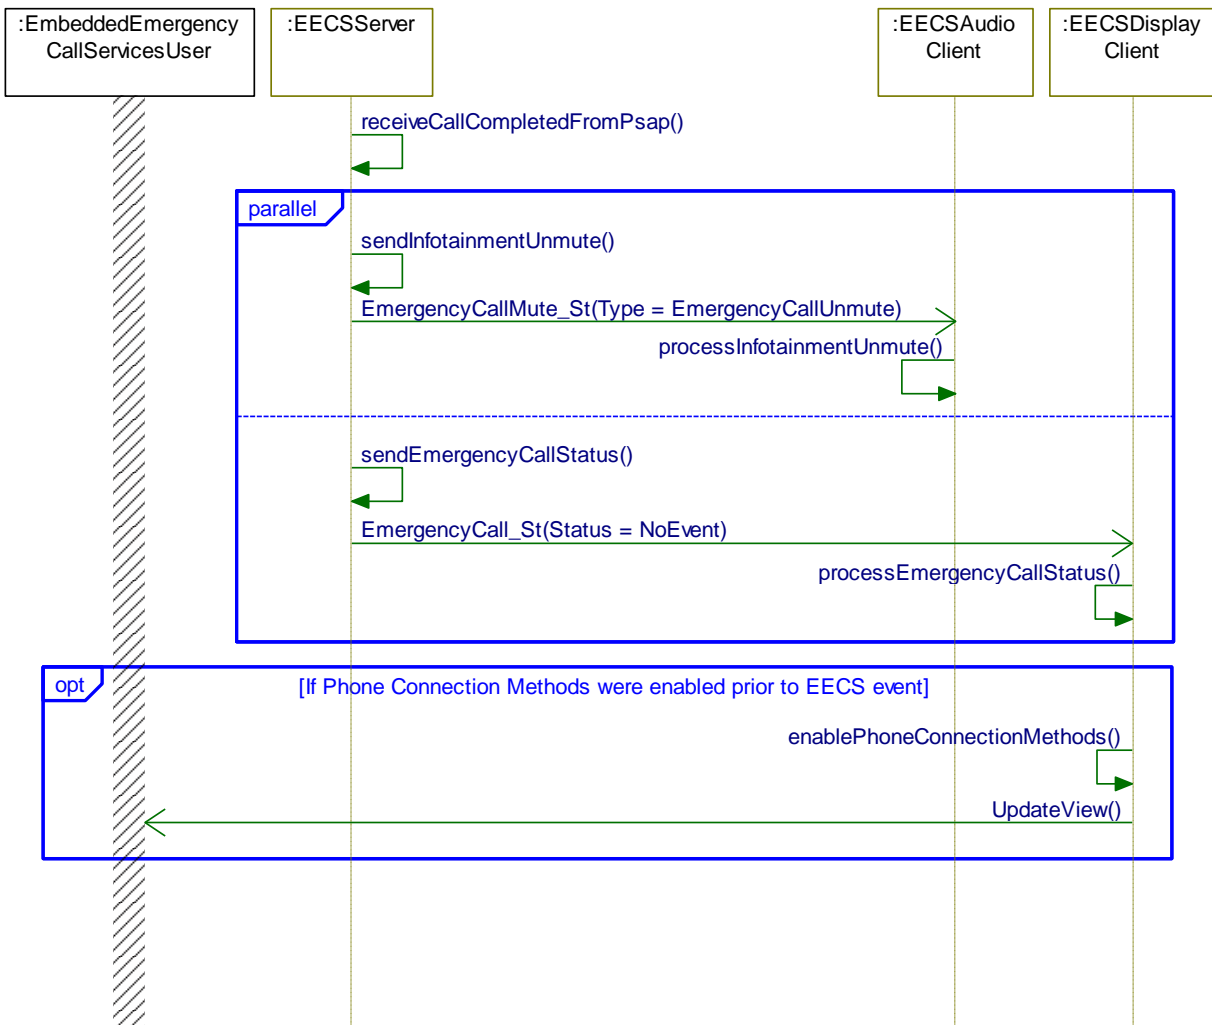 :EmbeddedEmergency
CallServicesUser
:EECSServer
:EECSAudio
Client
:EECSDisplay
Client
receiveCallCompletedFromPsap()
parallel
sendInfotainmentUnmute()
EmergencyCallMute_St(Type = EmergencyCallUnmute)
processInfotainmentUnmute()
sendEmergencyCallStatus()
EmergencyCall_St(Status = NoEvent)
processEmergencyCallStatus()
opt
[If Phone Connection Methods were enabled prior to EECS event]
enablePhoneConnectionMethods()
UpdateView()